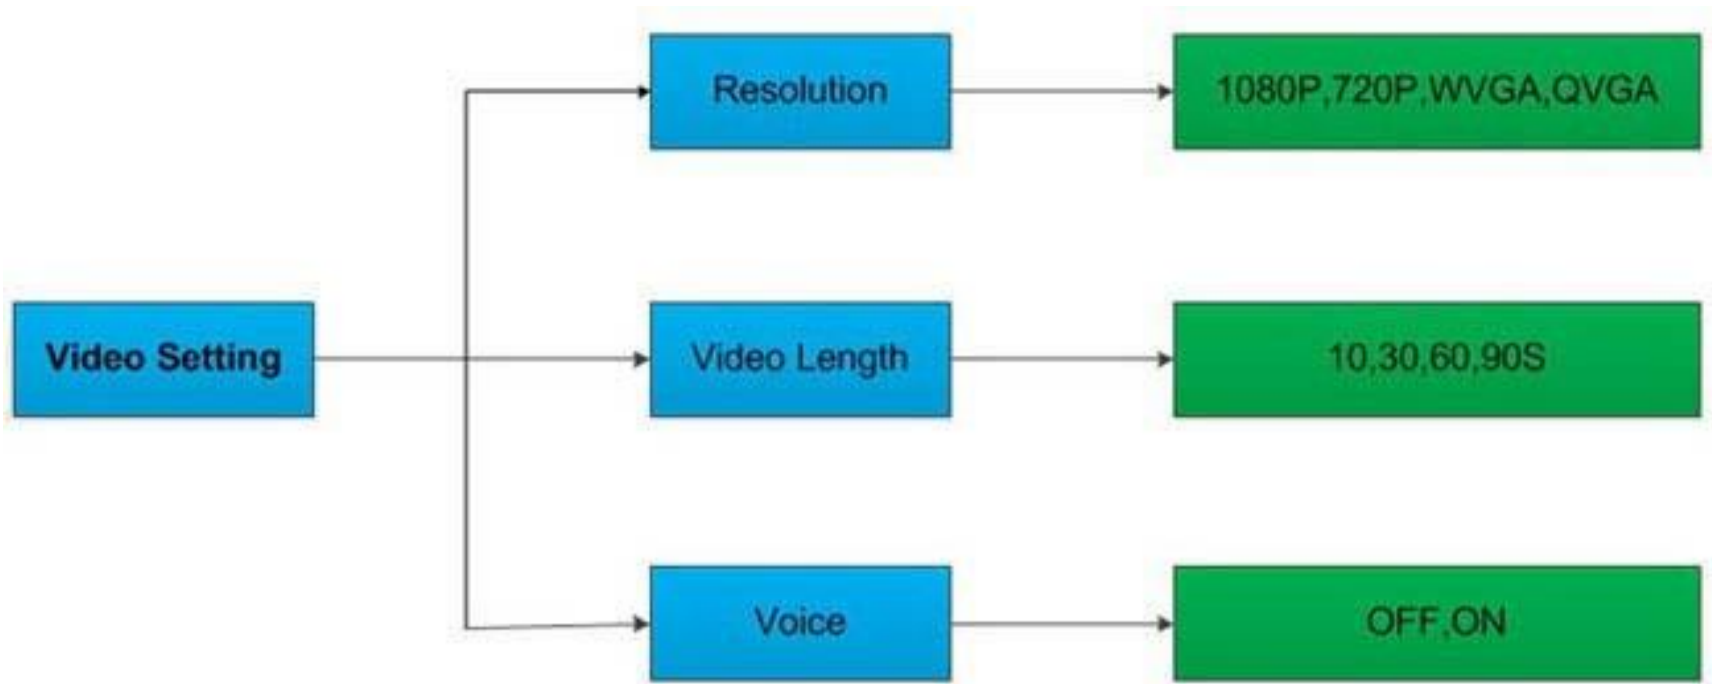 Resolution
1080P,720P,WVGA,QVGA
Video Setting
Video Length
10,30,60,90S
Voice
OFF,ON